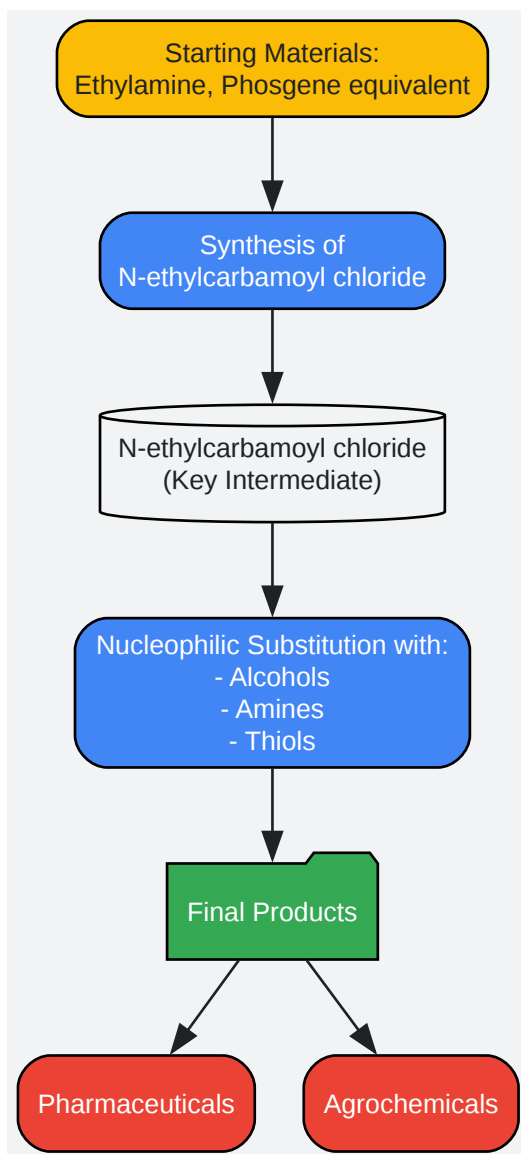 Starting Materials:
Ethylamine, Phosgene equivalent
Synthesis of
N-ethylcarbamoyl chloride
N-ethylcarbamoyl chloride
(Key Intermediate)
Nucleophilic Substitution with:
- Alcohols
- Amines
- Thiols
Final Products
Pharmaceuticals
Agrochemicals